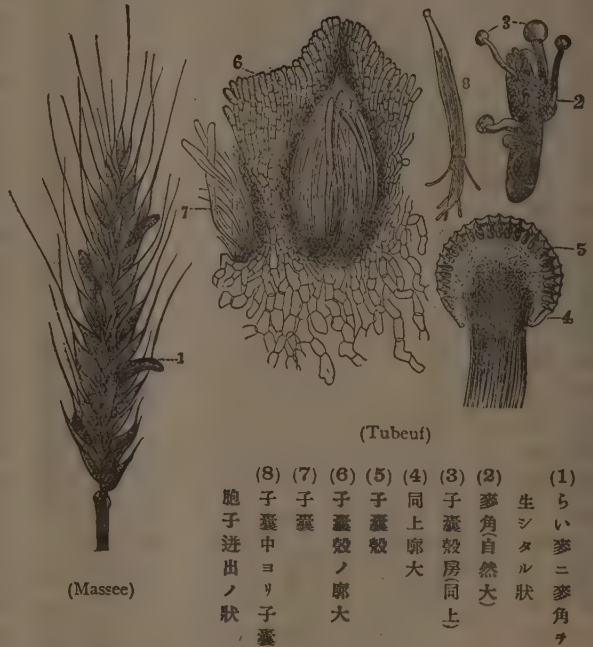 6
3
8
2
7
5
4
1
(Tubeuf)
(Massee)
(1) らい麥ニ麥角ヲ
生シタル狀
(2) 麥角(自然大)
(3) 子囊殼房(同上)
(4) 同上廓大
(5) 子囊殼
(6) 子囊殼ノ廓大
(7) 子囊
(8) 子囊中ヨリ子囊
胞子迸出ノ狀